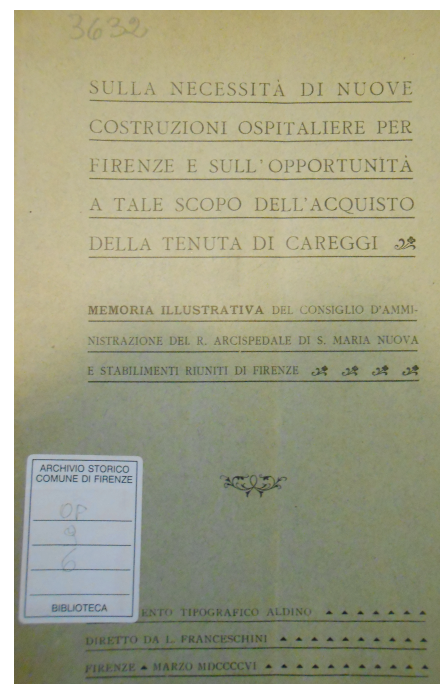 3632
SULLA NECESSITÀ DI NUOVE
COSTRUZIONI OSPITALIERE PER
FIRENZE E SULL'OPPORTUNITÀ
A TALE SCOPO DELL'ACQUISTO
DELLA TENUTA DI CAREGGI
MEMORIA ILLUSTRATIVA DEL CONSIGLIO D'AMMI-
NISTRAZIONE DEL R. ARCISPEDALE DI S. MARIA NUOVA
E STABILIMENTI RIUNITI DI FIRENZE
ARCHIVIO STORICO
COMUNE DI FIRENZE
OP
6
BIBLIOTECA
TIPOGRAFICO ALDINO
DIRETTO DA L. FRANCESCHINI
FIRENZE MARZO MDCCCCVI